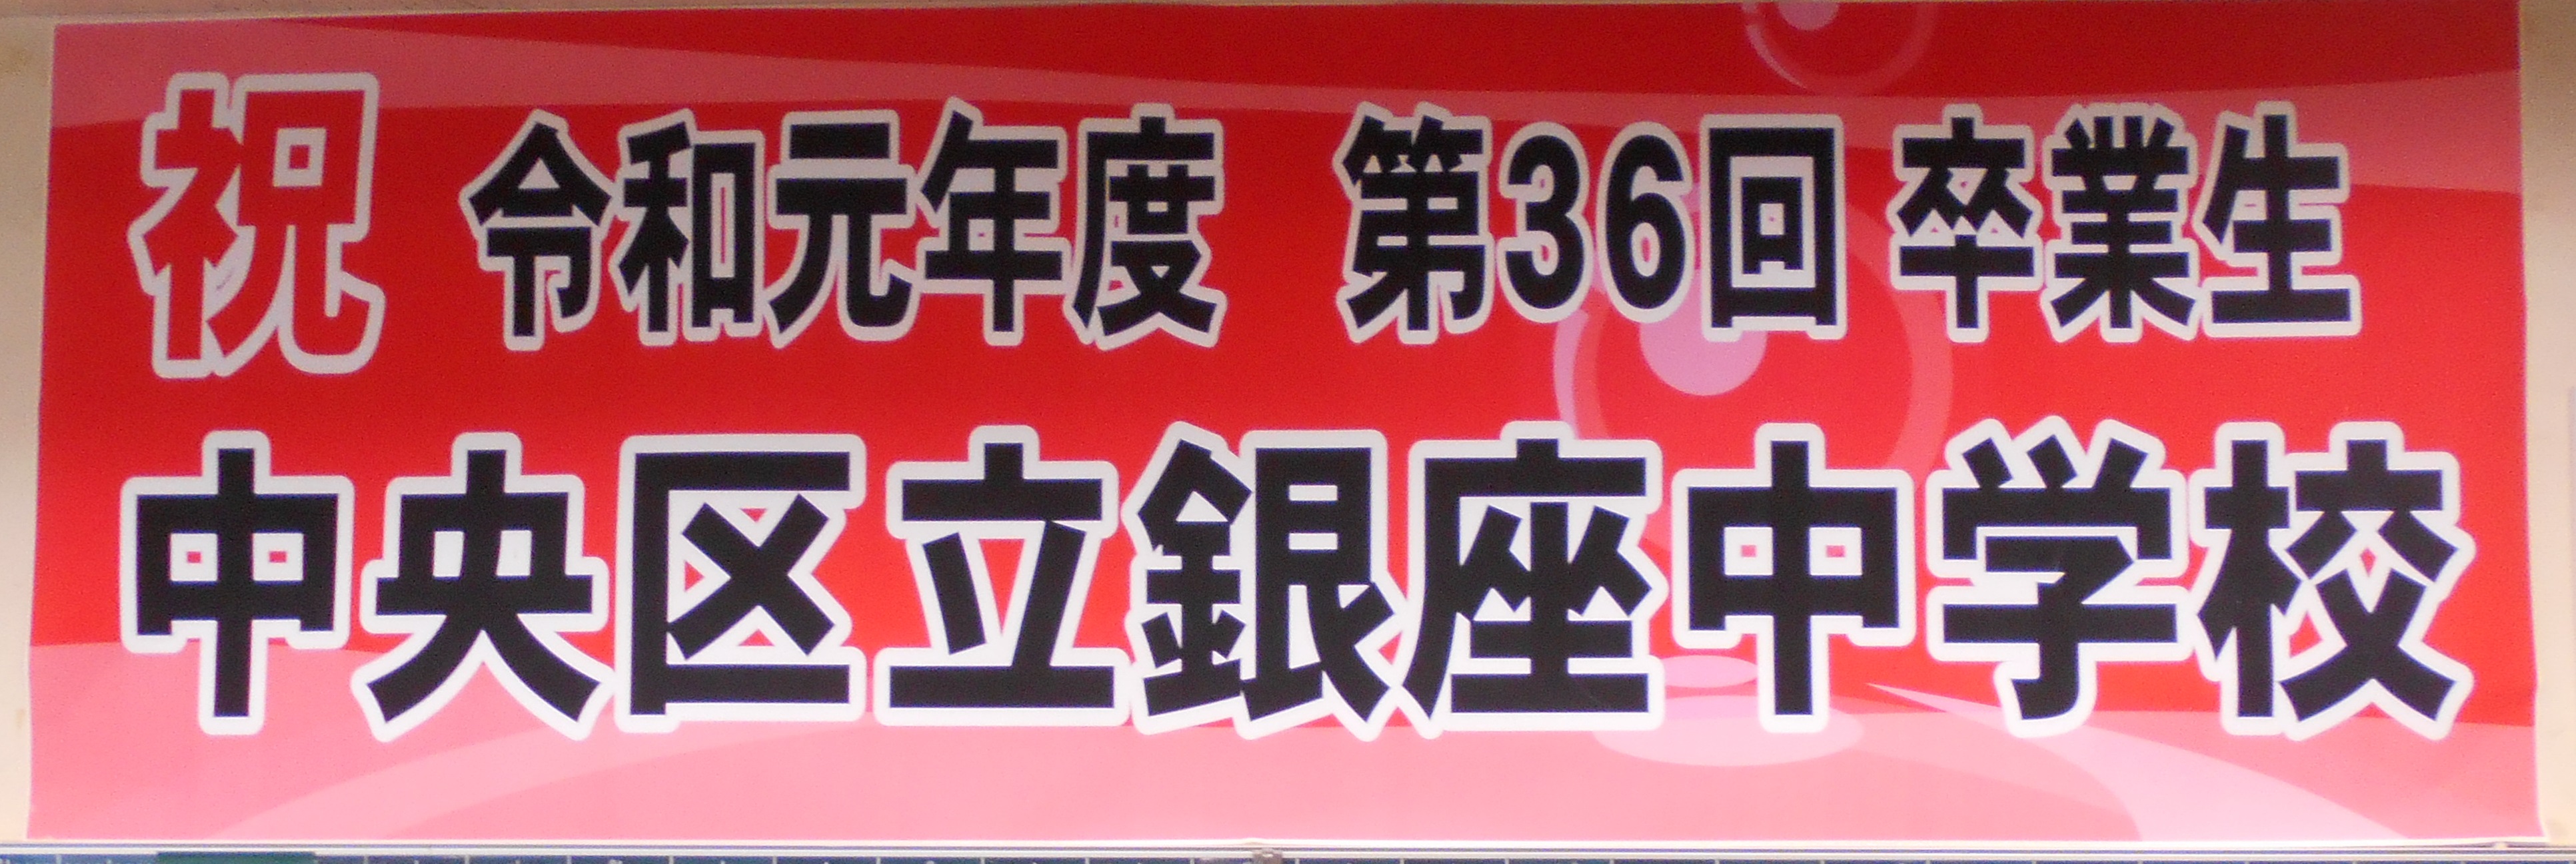 祝 令和元年度 第36回 卒業生
中央区立銀座中学校